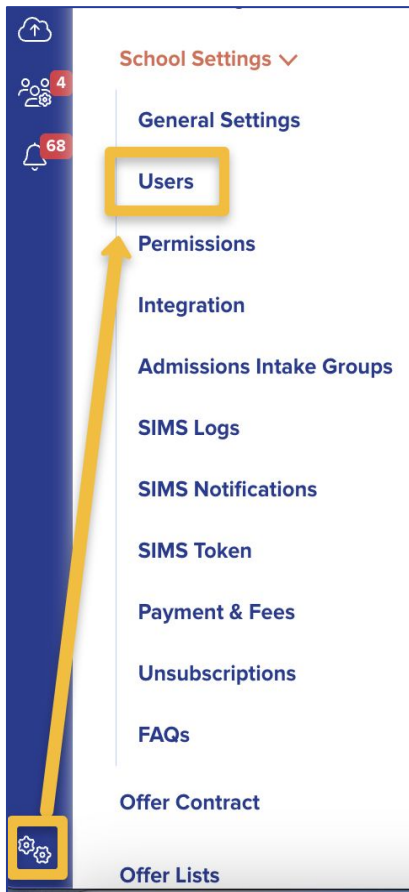 4
68
School Settings
General Settings
Users
Permissions
Integration
Admissions Intake Groups
SIMS Logs
SIMS Notifications
SIMS Token
Payment & Fees
Unsubscriptions
FAQs
Offer Contract
Offer Lists